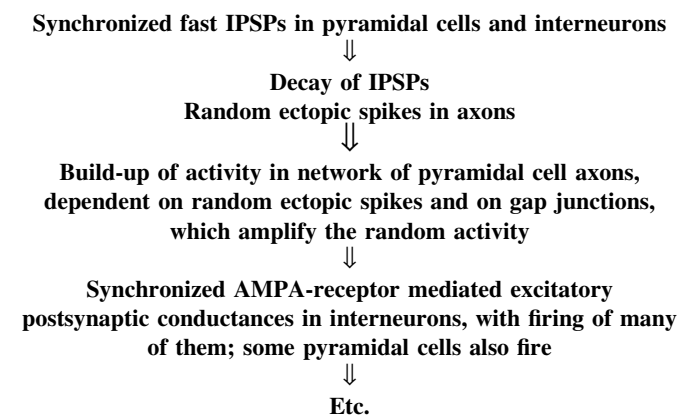 Synchronized fast IPSPs in pyramidal cells and interneurons
⇓
Decay of IPSPs
Random ectopic spikes in axons
⇓
Build-up of activity in network of pyramidal cell axons,
dependent on random ectopic spikes and on gap junctions,
which amplify the random activity
⇓
Synchronized AMPA-receptor mediated excitatory
postsynaptic conductances in interneurons, with firing of many
of them; some pyramidal cells also fire
⇓
Etc.